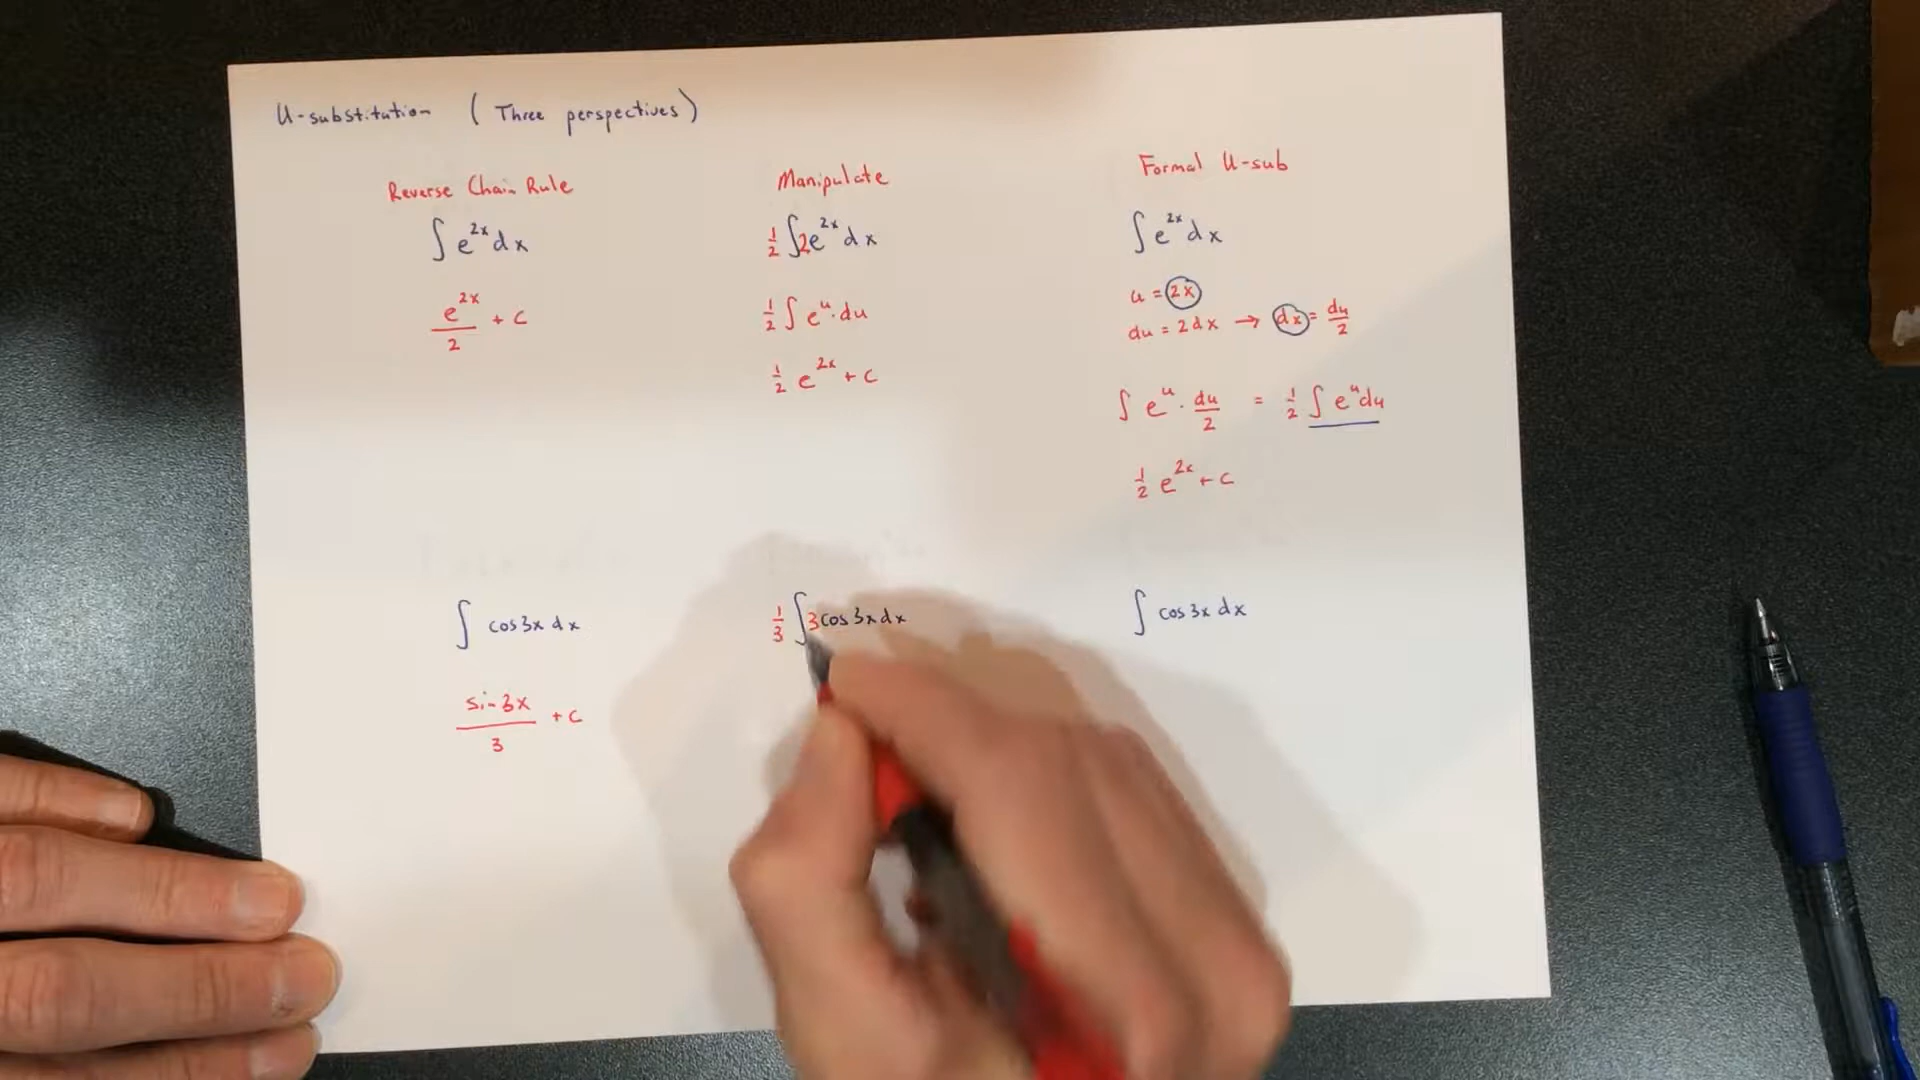 U-substitution (Three perspectives)
Reverse Chain Rule
∫ e^{2x} dx
e^{2x}/2 + c
Manipulate
1/2 ∫ 2e^{2x} dx
1/2 ∫ e^u · du
1/2 e^{2x} + c
Formal U-sub
∫ e^{2x} dx
u = 2x
du = 2dx → dx = du/2
∫ e^u · du/2 = 1/2 ∫ e^u du
1/2 e^{2x} + c
∫ cos 3x dx
sin 3x/3 + c
1/3 ∫ 3cos 3x dx
∫ cos 3x dx